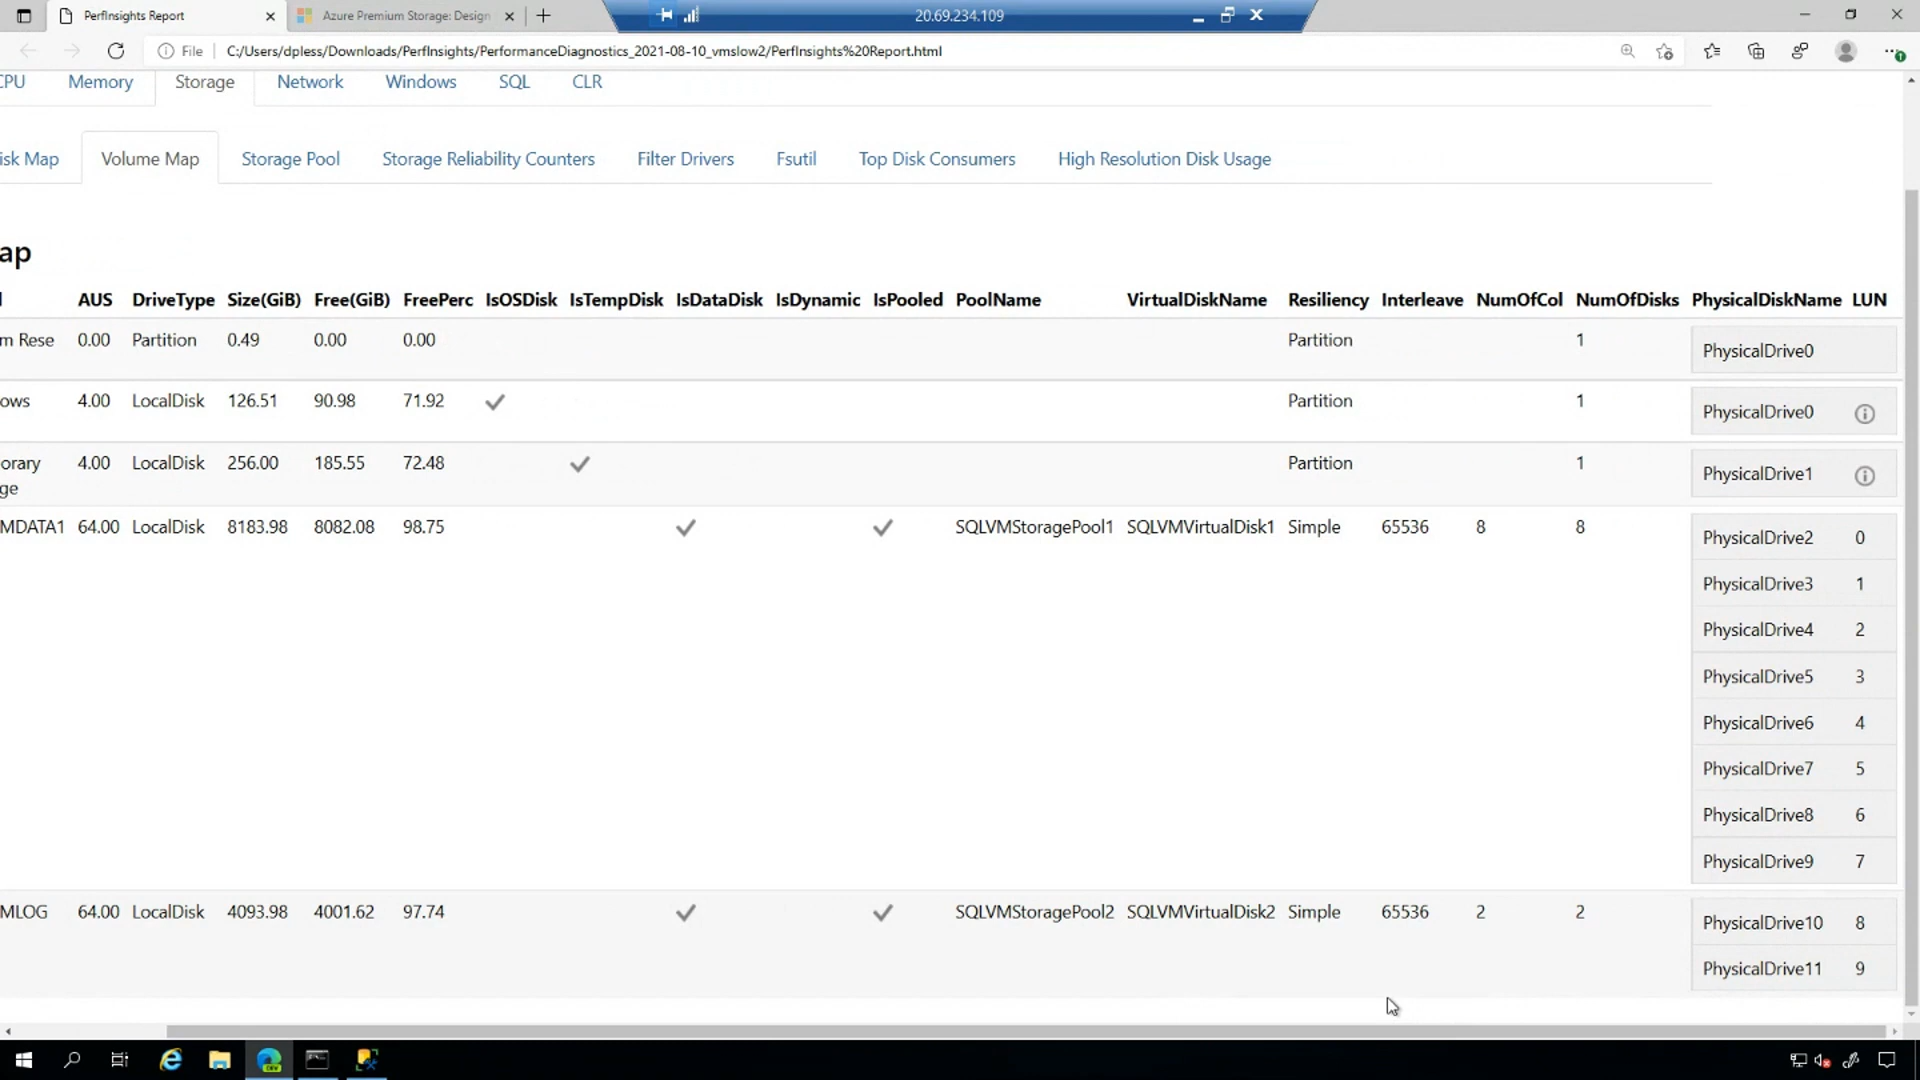 PerfInsights Report
Azure Premium Storage: Design
20.69.234.109
File
C:/Users/dpless/Downloads/PerfInsights/PerformanceDiagnostics_2021-08-10_vmslow2/PerfInsights%20Report.html
CPU Memory Storage Network Windows SQL CLR
isk Map Volume Map Storage Pool Storage Reliability Counters Filter Drivers Fsutil Top Disk Consumers High Resolution Disk Usage
ap
l AUS DriveType Size(GiB) Free(GiB) FreePerc IsOSDisk IsTempDisk IsDataDisk IsDynamic IsPooled PoolName VirtualDiskName Resiliency Interleave NumOfCol NumOfDisks PhysicalDiskName LUN
m Rese 0.00 Partition 0.49 0.00 0.00 Partition 1 PhysicalDrive0
ows 4.00 LocalDisk 126.51 90.98 71.92 Partition 1 PhysicalDrive0
orary 4.00 LocalDisk 256.00 185.55 72.48 Partition 1 PhysicalDrive1
ge
MDATA1 64.00 LocalDisk 8183.98 8082.08 98.75 SQLVMStoragePool1 SQLVMVirtualDisk1 Simple 65536 8 8 PhysicalDrive2 0
PhysicalDrive3 1
PhysicalDrive4 2
PhysicalDrive5 3
PhysicalDrive6 4
PhysicalDrive7 5
PhysicalDrive8 6
PhysicalDrive9 7
MLOG 64.00 LocalDisk 4093.98 4001.62 97.74 SQLVMStoragePool2 SQLVMVirtualDisk2 Simple 65536 2 2 PhysicalDrive10 8
PhysicalDrive11 9